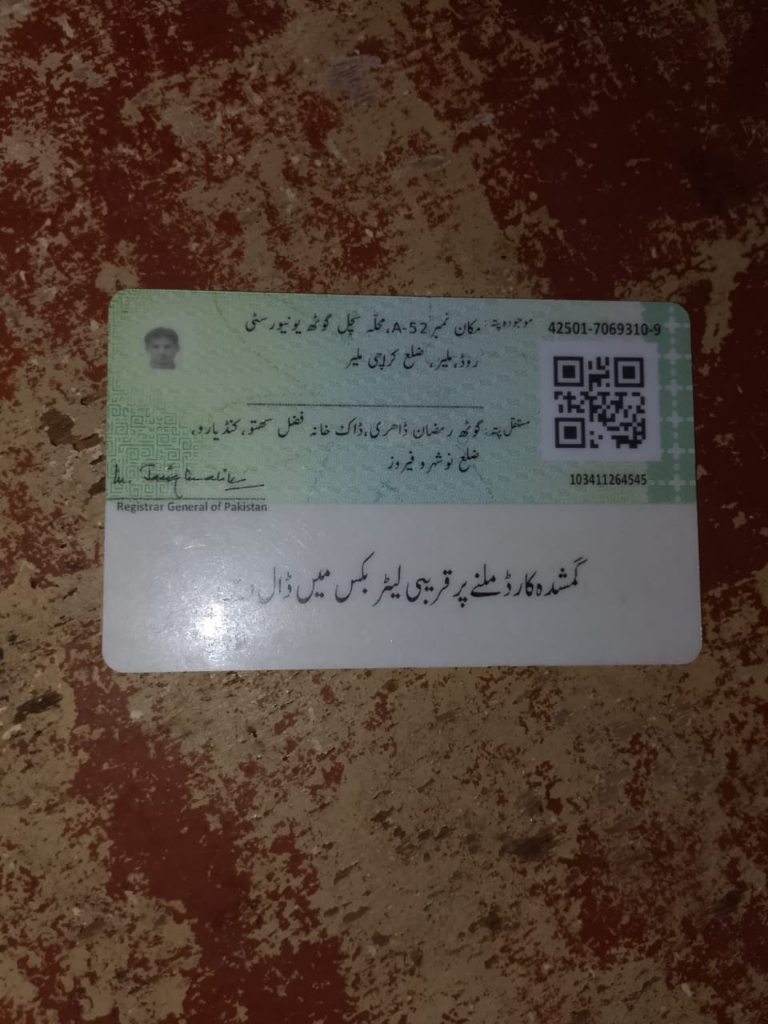 42501-7069310-9
موجودہ پتہ: مکان نمبر A-52، محلہ کچل گوٹھ یونیورسٹی
روڈ، ملیر، ضلع کراچی ملیر
مستقل پتہ: گوٹھ رمضان ڈاھری، ڈاک خانہ فضل سھتو، کنڈیارو،
ضلع نوشہرو فیروز
103411264545
Registrar General of Pakistan
گمشدہ کارڈ ملنے پر قریبی لیٹر بکس میں ڈال